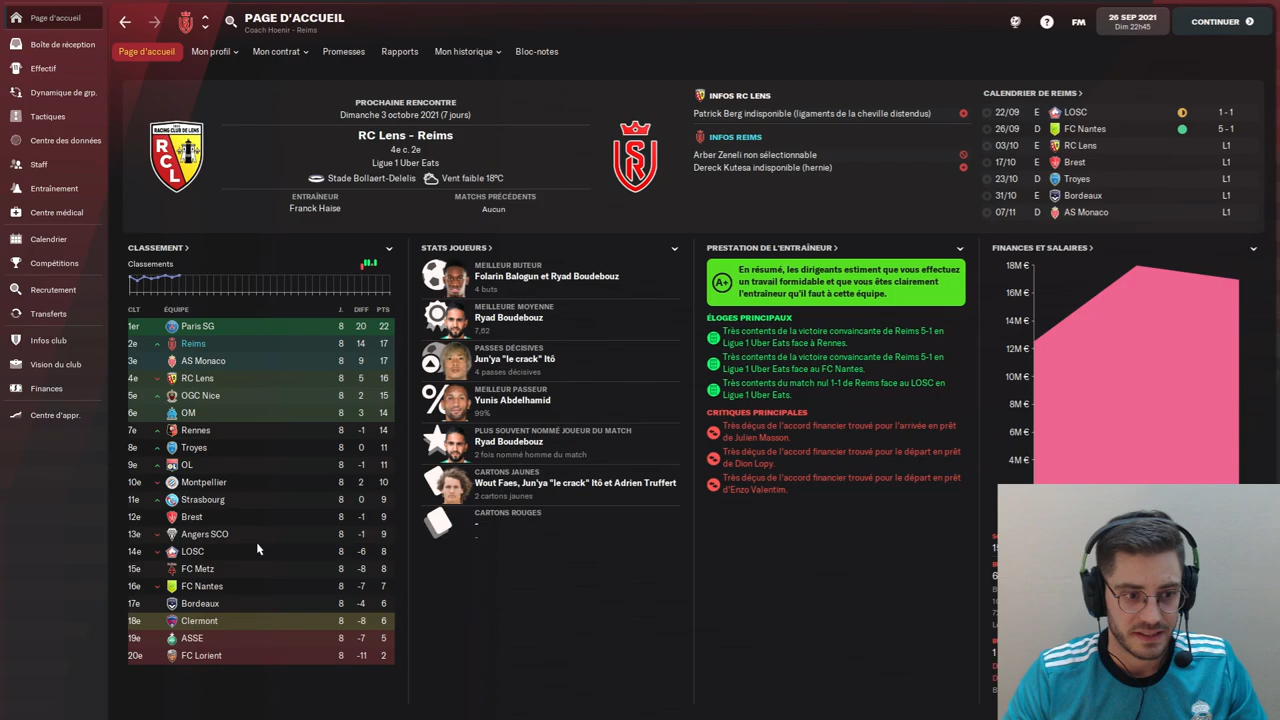 Page d'accueil
PAGE D'ACCUEIL
Coach Hoenir - Reims
FM
26 SEP 2021
Dim 22h45
CONTINUER
Boîte de réception
Effectif
Dynamique de grp.
Tactiques
Centre des données
Staff
Entraînement
Centre médical
Calendrier
Compétitions
Recrutement
Transferts
Infos club
Vision du club
Finances
Centre d'appr.
Page d'accueil
Mon profil
Mon contrat
Promesses
Rapports
Mon historique
Bloc-notes
PROCHAINE RENCONTRE
Dimanche 3 octobre 2021 (7 jours)
RC Lens - Reims
4e c. 2e
Ligue 1 Uber Eats
Stade Bollaert-Delelis
Vent faible 18°C
ENTRAÎNEUR
Franck Haise
MATCHS PRÉCÉDENTS
Aucun
INFOS RC LENS
Patrick Berg indisponible (ligaments de la cheville distendus)
INFOS REIMS
Arber Zeneli non sélectionnable
Dereck Kutesa indisponible (hernie)
CALENDRIER DE REIMS
22/09 E LOSC 1 - 1
26/09 D FC Nantes 5 - 1
03/10 E RC Lens L1
17/10 E Brest L1
23/10 D Troyes L1
31/10 E Bordeaux L1
07/11 D AS Monaco L1
CLASSEMENT
Classements
CLT ÉQUIPE J. DIFF PTS
1er Paris SG 8 20 22
2e Reims 8 14 17
3e AS Monaco 8 9 17
4e RC Lens 8 5 16
5e OGC Nice 8 2 15
6e OM 8 3 14
7e Rennes 8 -1 14
8e Troyes 8 0 11
9e OL 8 -1 11
10e Montpellier 8 2 10
11e Strasbourg 8 0 9
12e Brest 8 -1 9
13e Angers SCO 8 -1 9
14e LOSC 8 -6 8
15e FC Metz 8 -8 8
16e FC Nantes 8 -7 7
17e Bordeaux 8 -4 6
18e Clermont 8 -8 6
19e ASSE 8 -7 5
20e FC Lorient 8 -11 2
STATS JOUEURS
MEILLEUR BUTEUR
Folarin Balogun et Ryad Boudebouz
4 buts
MEILLEURE MOYENNE
Ryad Boudebouz
7,62
PASSES DÉCISIVES
Jun'ya "le crack" Itô
4 passes décisives
MEILLEUR PASSEUR
Yunis Abdelhamid
99%
PLUS SOUVENT NOMMÉ JOUEUR DU MATCH
Ryad Boudebouz
2 fois nommé homme du match
CARTONS JAUNES
Wout Faes, Jun'ya "le crack" Itô et Adrien Truffert
2 cartons jaunes
CARTONS ROUGES
-
-
PRESTATION DE L'ENTRAÎNEUR
A+
En résumé, les dirigeants estiment que vous effectuez
un travail formidable et que vous êtes clairement
l'entraîneur qu'il faut à cette équipe.
ÉLOGES PRINCIPAUX
Très contents de la victoire convaincante de Reims 5-1 en
Ligue 1 Uber Eats face à Rennes.
Très contents de la victoire convaincante de Reims 5-1 en
Ligue 1 Uber Eats face au FC Nantes.
Très contents du match nul 1-1 de Reims face au LOSC en
Ligue 1 Uber Eats.
CRITIQUES PRINCIPALES
Très déçus de l'accord financier trouvé pour l'arrivée en prêt
de Julien Masson.
Très déçus de l'accord financier trouvé pour le départ en prêt
de Dion Lopy.
Très déçus de l'accord financier trouvé pour le départ en prêt
d'Enzo Valentim.
FINANCES ET SALAIRES
18M €
16M €
14M €
12M €
10M €
8M €
6M €
4M €